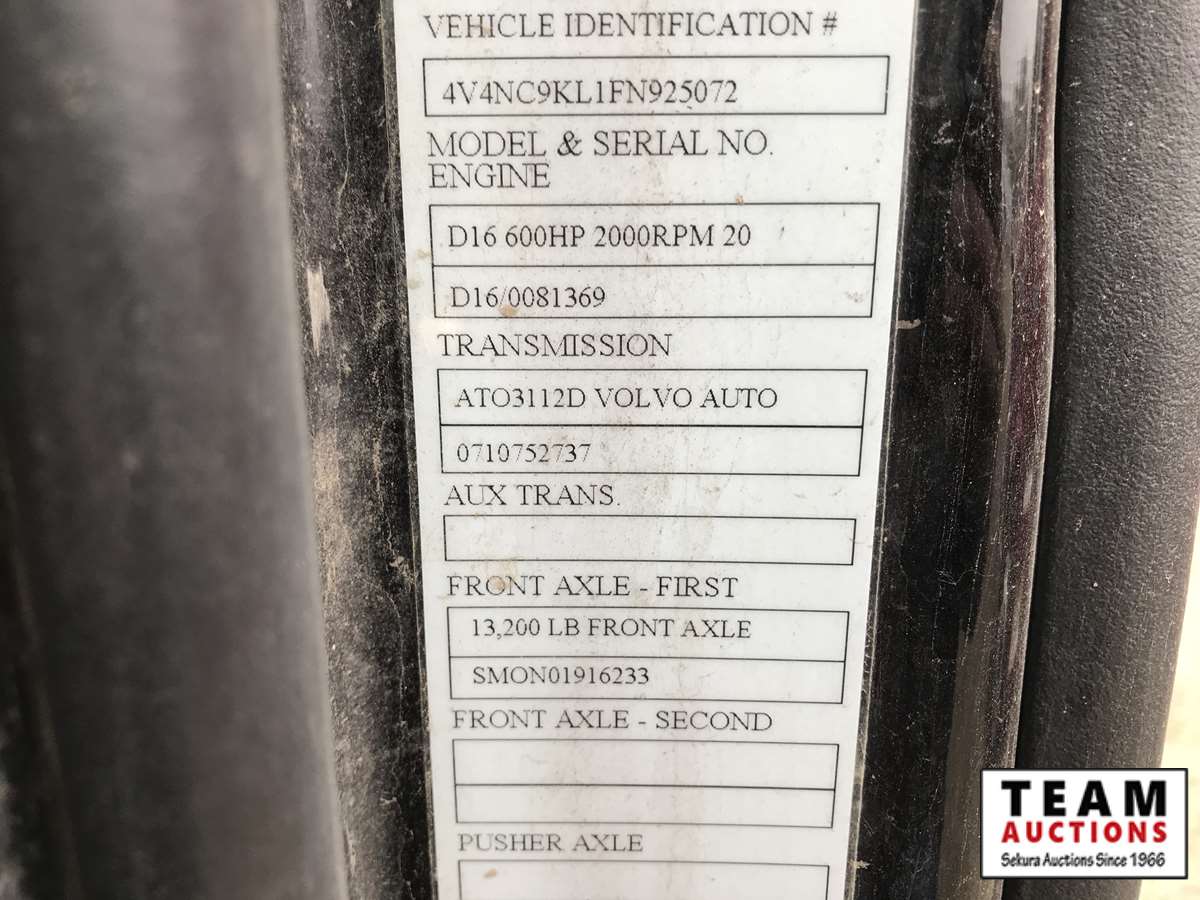 VEHICLE IDENTIFICATION #
4V4NC9KL1FN925072
MODEL & SERIAL NO.
ENGINE
D16 600HP 2000RPM 20
D16/0081369
TRANSMISSION
ATO3112D VOLVO AUTO
0710752737
AUX TRANS.
FRONT AXLE - FIRST
13,200 LB FRONT AXLE
SMON01916233
FRONT AXLE - SECOND
PUSHER AXLE
TEAM
AUCTIONS
Sekura Auctions Since 1966